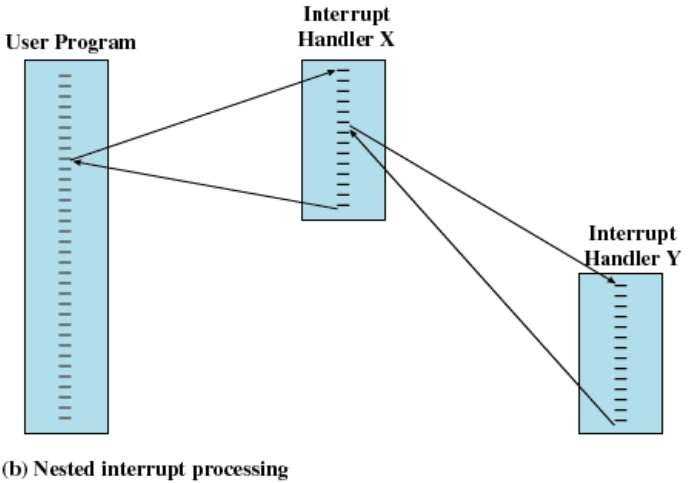 Interrupt
Handler X
User Program
Interrupt
Handler Y
(b) Nested interrupt processing